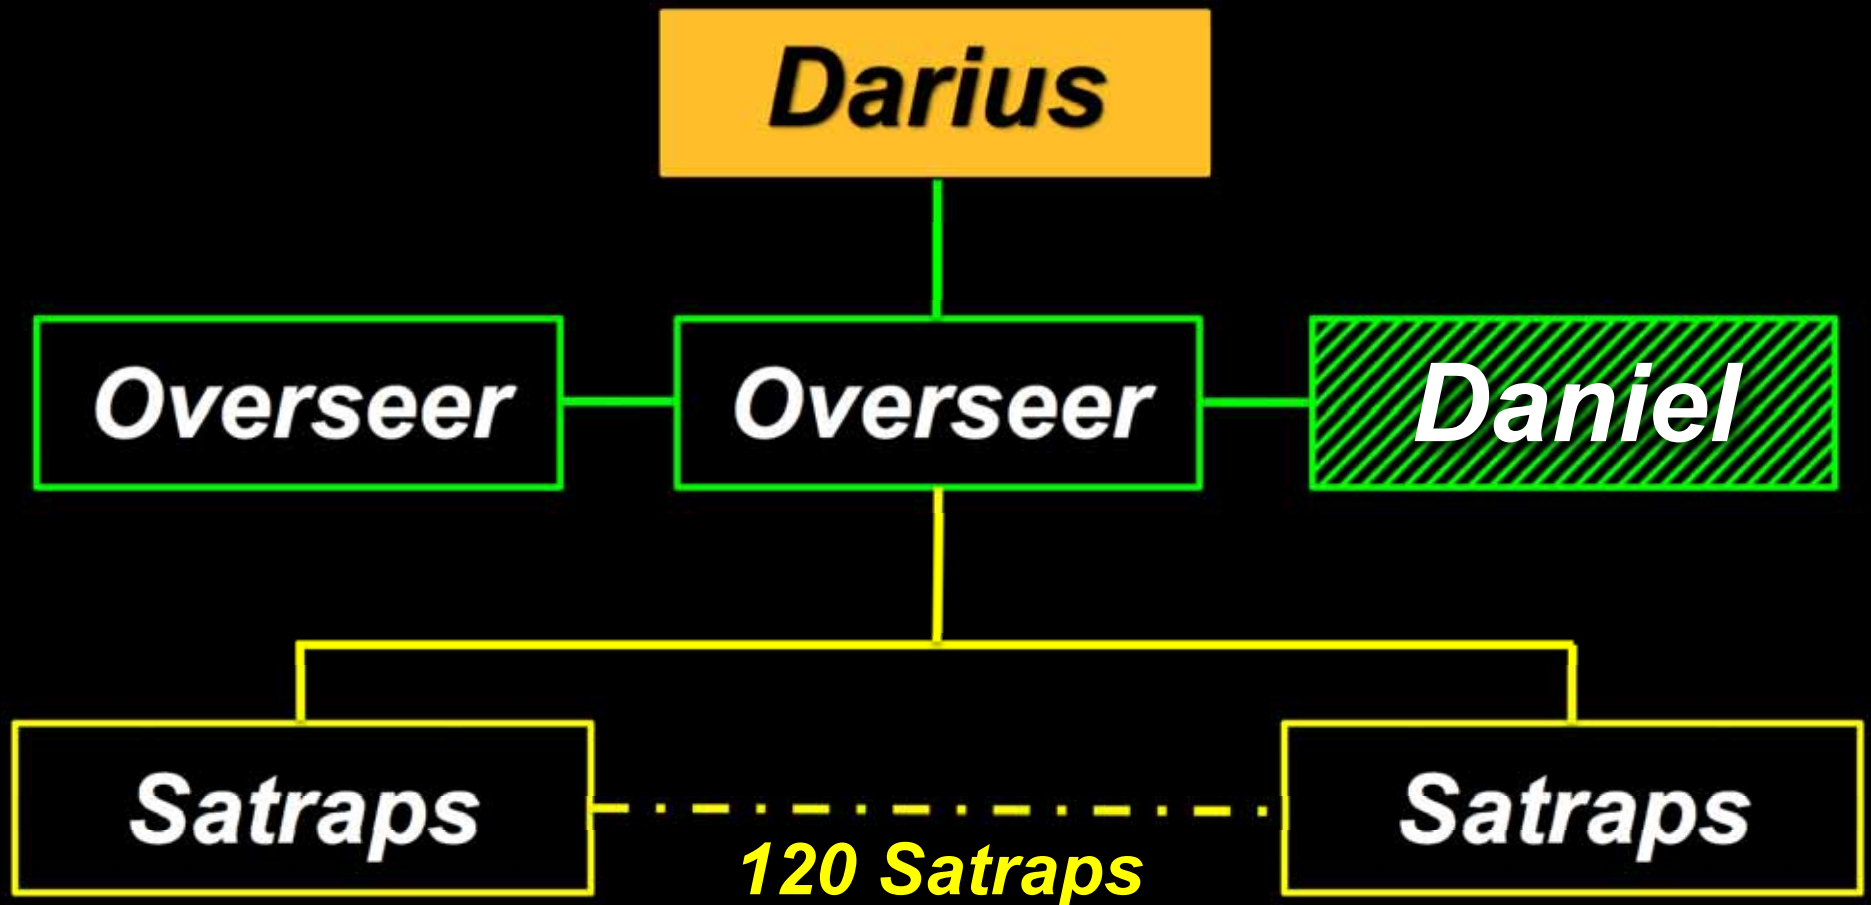 Darius
Overseer
Overseer
Daniel
Satraps
120 Satraps
Satraps